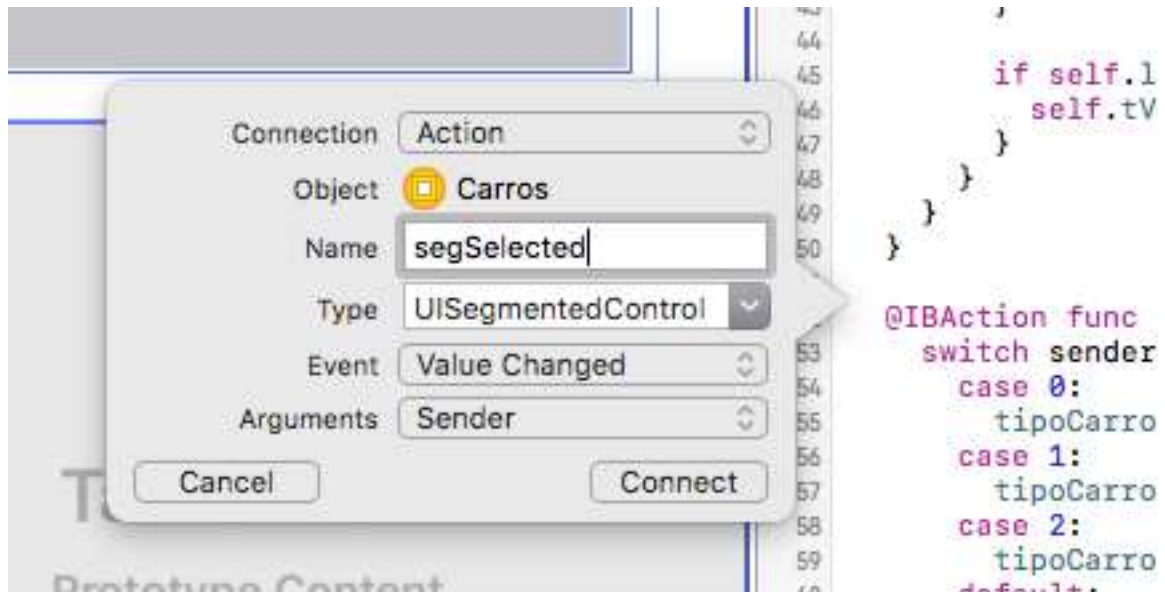 Connection Action
Object Carros
Name segSelected
Type UISegmentedControl
Event Value Changed
Arguments Sender
Cancel Connect
Prototype Content
44
45 if self.l
46 self.tV
47 }
48 }
49 }
50 }
@IBAction func
53 switch sender
54 case 0:
55 tipoCarro
56 case 1:
57 tipoCarro
58 case 2:
59 tipoCarro
default: